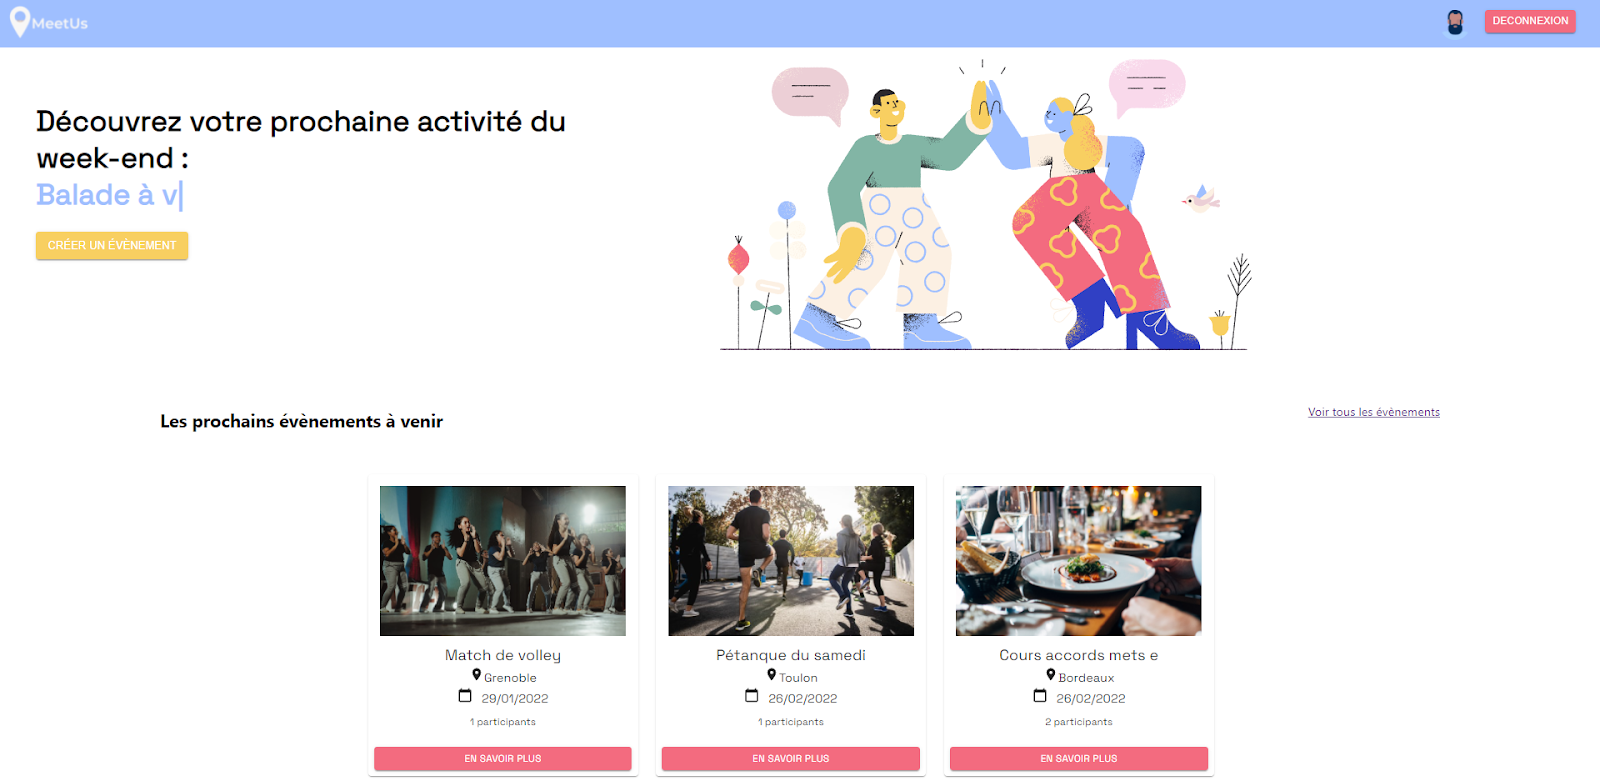 MeetUs
DECONNEXION
Découvrez votre prochaine activité du
week-end :
Balade à v|
CRÉER UN ÉVÈNEMENT
Les prochains évènements à venir
Voir tous les évènements
Match de volley
Grenoble
29/01/2022
1 participants
EN SAVOIR PLUS
Pétanque du samedi
Toulon
26/02/2022
1 participants
EN SAVOIR PLUS
Cours accords mets e
Bordeaux
26/02/2022
2 participants
EN SAVOIR PLUS